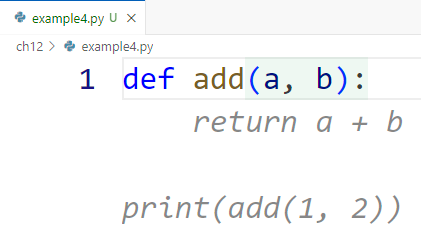 example4.py U ×
ch12 > example4.py
1 def add(a, b):
return a + b
print(add(1, 2))